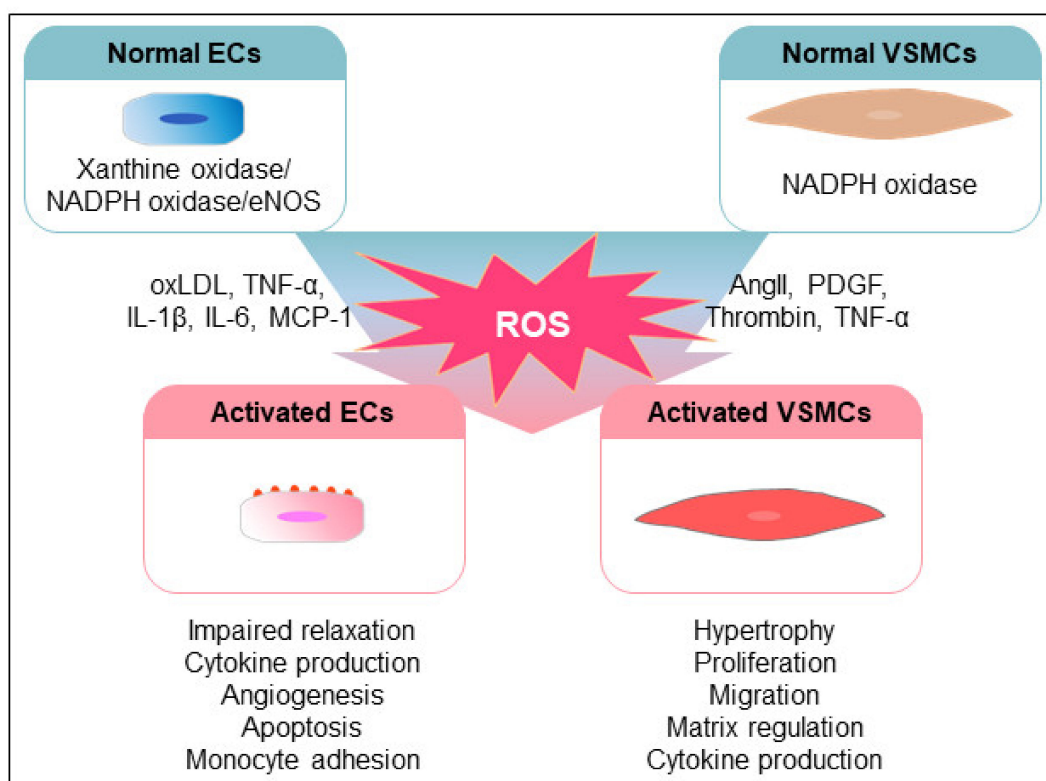 Normal ECs
Xanthine oxidase/
NADPH oxidase/eNOS
Normal VSMCs
NADPH oxidase
oxLDL, TNF-α,
IL-1β, IL-6, MCP-1
ROS
AngII, PDGF,
Thrombin, TNF-α
Activated ECs
Activated VSMCs
Impaired relaxation
Cytokine production
Angiogenesis
Apoptosis
Monocyte adhesion
Hypertrophy
Proliferation
Migration
Matrix regulation
Cytokine production